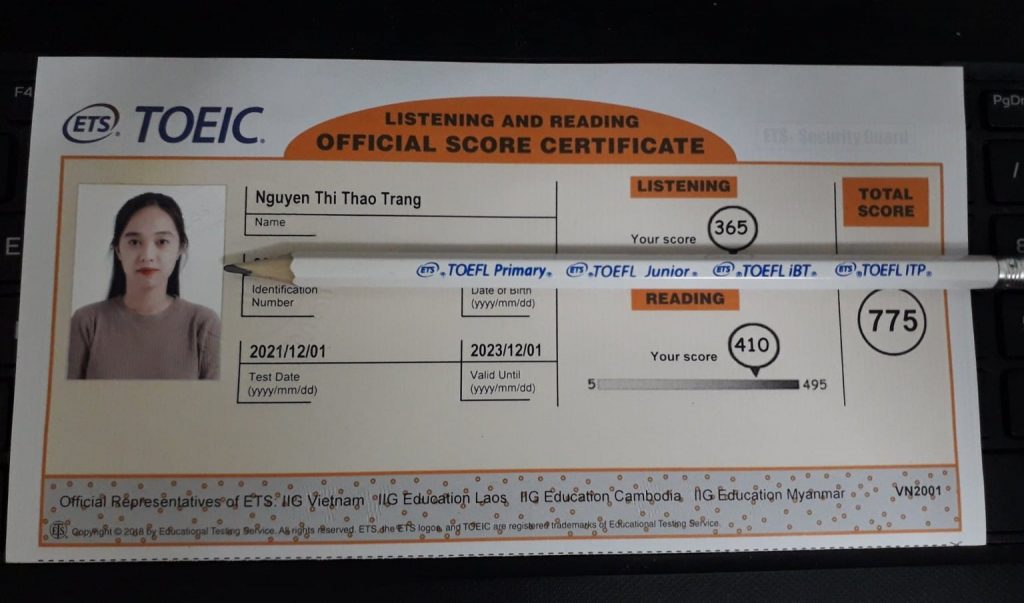 ETS® TOEIC®
LISTENING AND READING
OFFICIAL SCORE CERTIFICATE
ETS® Security Guard
Nguyen Thi Thao Trang
Name
Identification
Number
Date of Birth
(yyyy/mm/dd)
2021/12/01
Test Date
(yyyy/mm/dd)
2023/12/01
Valid Until
(yyyy/mm/dd)
LISTENING
Your score 365
READING
Your score 410
5 495
TOTAL
SCORE
775
ETS® TOEFL Primary® ETS® TOEFL Junior® ETS® TOEFL iBT® ETS® TOEFL ITP®
Official Representatives of ETS: IIG Vietnam IIG Education Laos IIG Education Cambodia IIG Education Myanmar VN2001
Copyright © 2018 by Educational Testing Service. All rights reserved. ETS, the ETS logos, and TOEIC are registered trademarks of Educational Testing Service.
F4
PgDn
E